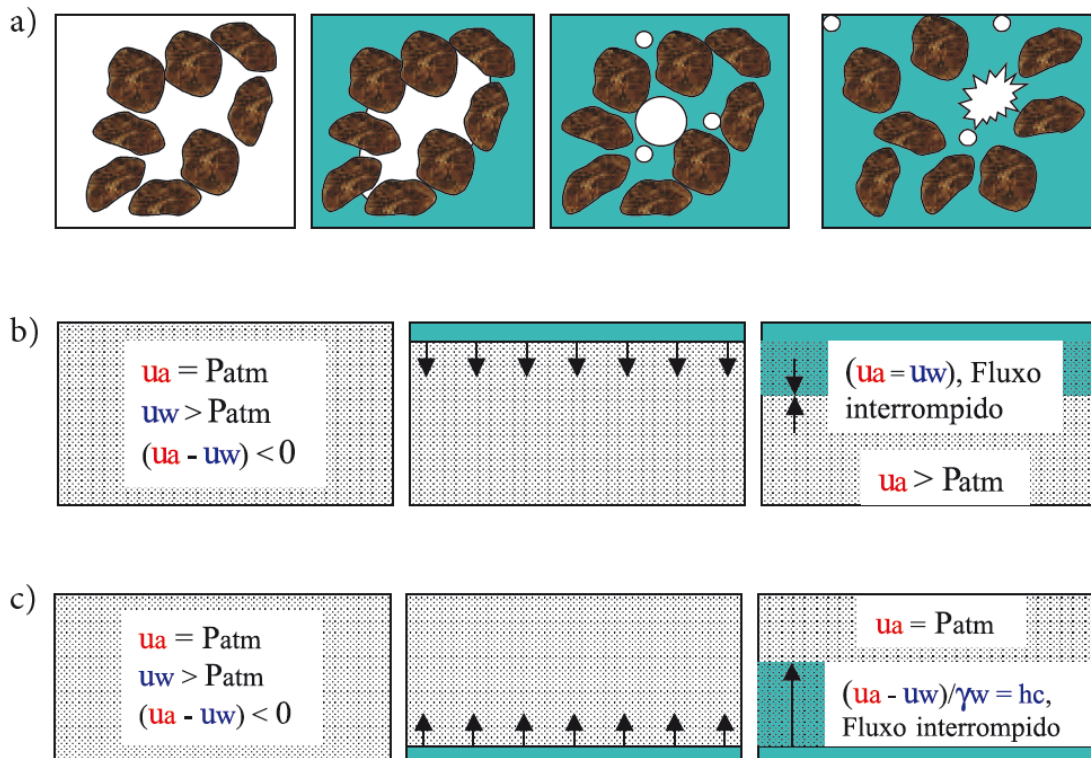 a)
b)
ua = Patm
uw > Patm
(ua - uw) < 0
(ua = uw), Fluxo
interrompido
ua > Patm
c)
ua = Patm
uw > Patm
(ua - uw) < 0
ua = Patm
(ua - uw)/γw = hc,
Fluxo interrompido